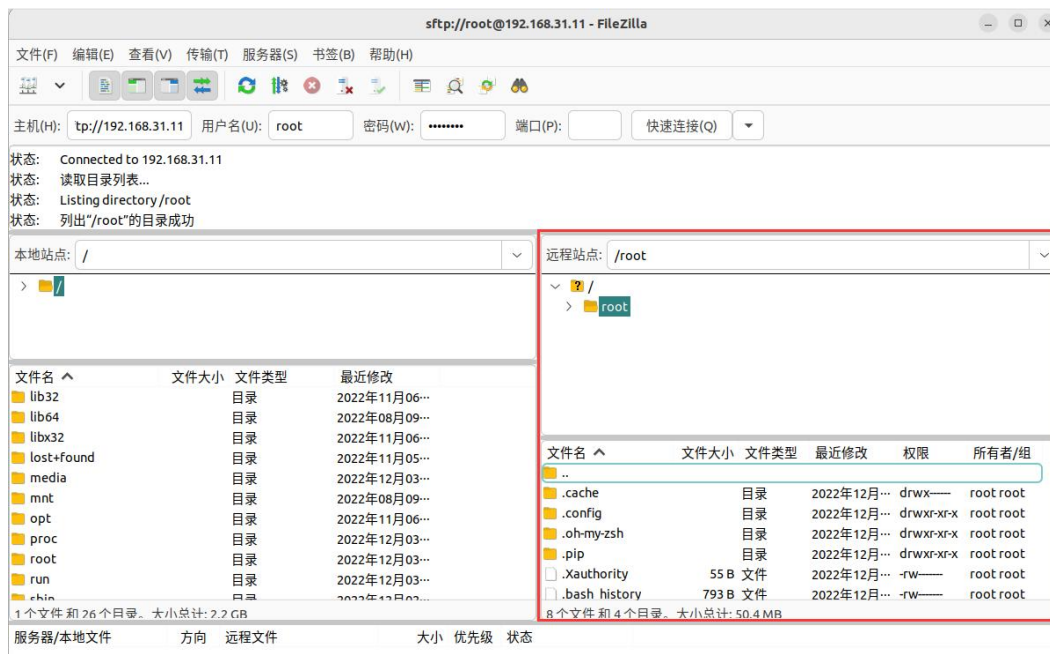 sftp://root@192.168.31.11 - FileZilla
文件(F) 编辑(E) 查看(V) 传输(T) 服务器(S) 书签(B) 帮助(H)
主机(H): tp://192.168.31.11 用户名(U): root 密码(W): •••••••• 端口(P): 快速连接(Q)
状态: Connected to 192.168.31.11
状态: 读取目录列表...
状态: Listing directory /root
状态: 列出“/root”的目录成功
本地站点: /
/
文件名 文件大小 文件类型 最近修改
lib32 目录 2022年11月06…
lib64 目录 2022年08月09…
libx32 目录 2022年11月06…
lost+found 目录 2022年11月05…
media 目录 2022年12月03…
mnt 目录 2022年08月09…
opt 目录 2022年11月06…
proc 目录 2022年12月03…
root 目录 2022年12月03…
run 目录 2022年12月03…
sbin 目录 2022年12月03…
1 个文件 和 26 个目录。大小总计: 2.2 GB
远程站点: /root
/
root
文件名 文件大小 文件类型 最近修改 权限 所有者/组
..
.cache 目录 2022年12月… drwx------ root root
.config 目录 2022年12月… drwxr-xr-x root root
.oh-my-zsh 目录 2022年12月… drwxr-xr-x root root
.pip 目录 2022年12月… drwxr-xr-x root root
.Xauthority 55 B 文件 2022年12月… -rw------- root root
.bash_history 793 B 文件 2022年12月… -rw------- root root
8 个文件 和 4 个目录。大小总计: 50.4 MB
服务器/本地文件 方向 远程文件 大小 优先级 状态